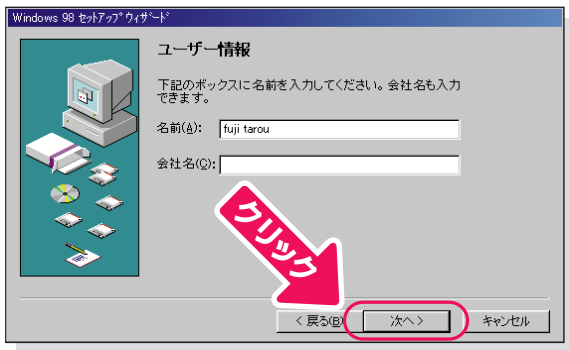 Windows 98 ｾｯﾄｱｯﾌﾟ ｳｨｻﾞｰﾄﾞ
ユーザー情報
下記のボックスに名前を入力してください。会社名も入力
できます。
名前(A): fuji tarou
会社名(C):
クリック
< 戻る(B) 次へ > キャンセル